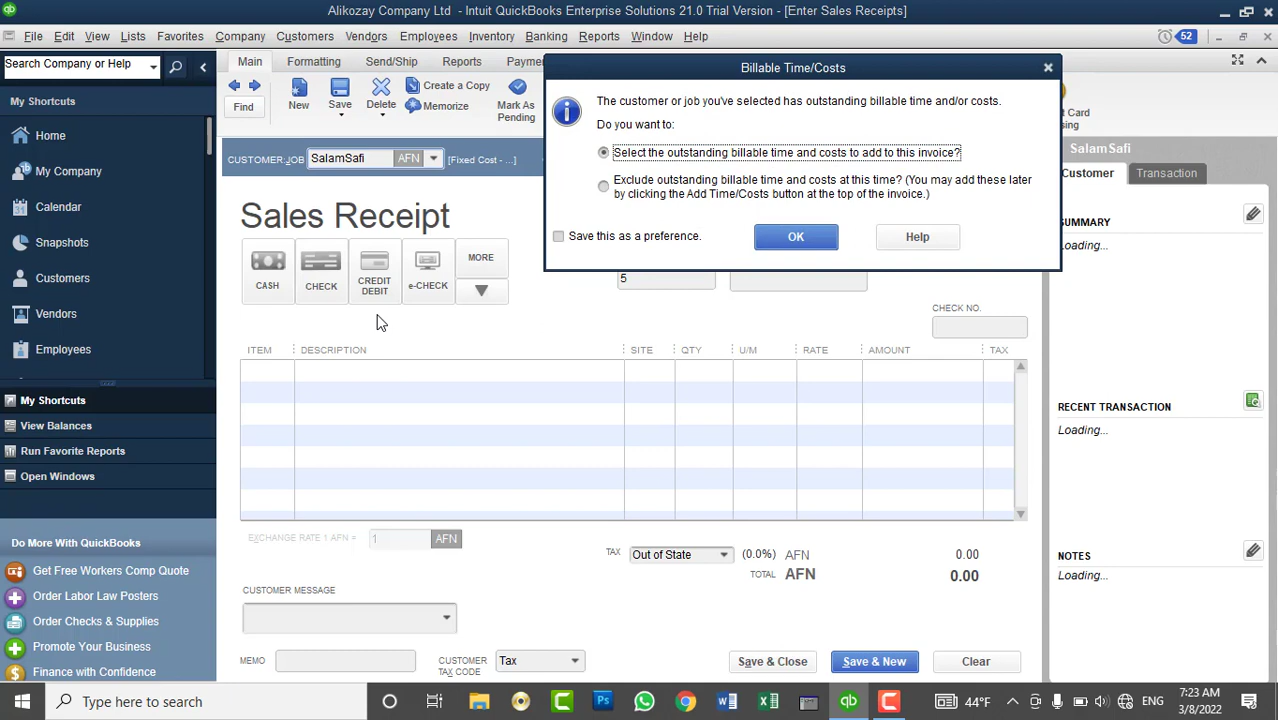 Alikozay Company Ltd - Intuit QuickBooks Enterprise Solutions 21.0 Trial Version - [Enter Sales Receipts]
File Edit View Lists Favorites Company Customers Vendors Employees Inventory Banking Reports Window Help 52
Search Company or Help
My Shortcuts
Home
My Company
Calendar
Snapshots
Customers
Vendors
Employees
My Shortcuts
View Balances
Run Favorite Reports
Open Windows
Do More With QuickBooks
Get Free Workers Comp Quote
Order Labor Law Posters
Order Checks & Supplies
Promote Your Business
Finance with Confidence
Main Formatting Send/Ship Reports
Find
New
Save
Delete
Create a Copy
Memorize
Mark As
Pending
CUSTOMER:JOB SalamSafi AFN [Fixed Cost - ...]
Billable Time/Costs
The customer or job you've selected has outstanding billable time and/or costs.
Do you want to:
Select the outstanding billable time and costs to add to this invoice?
Exclude outstanding billable time and costs at this time? (You may add these later
by clicking the Add Time/Costs button at the top of the invoice.)
Save this as a preference.
OK
Help
Sales Receipt
CASH
CHECK
CREDIT
DEBIT
e-CHECK
MORE
5
CHECK NO.
ITEM DESCRIPTION SITE QTY U/M RATE AMOUNT TAX
EXCHANGE RATE 1 AFN = 1 AFN
TAX Out of State (0.0%) AFN 0.00
TOTAL AFN 0.00
CUSTOMER MESSAGE
MEMO
CUSTOMER
TAX CODE
Tax
Save & Close
Save & New
Clear
SalamSafi
Customer Transaction
SUMMARY
Loading...
RECENT TRANSACTION
Loading...
NOTES
Loading...
Type here to search
44°F
ENG
7:23 AM
3/8/2022